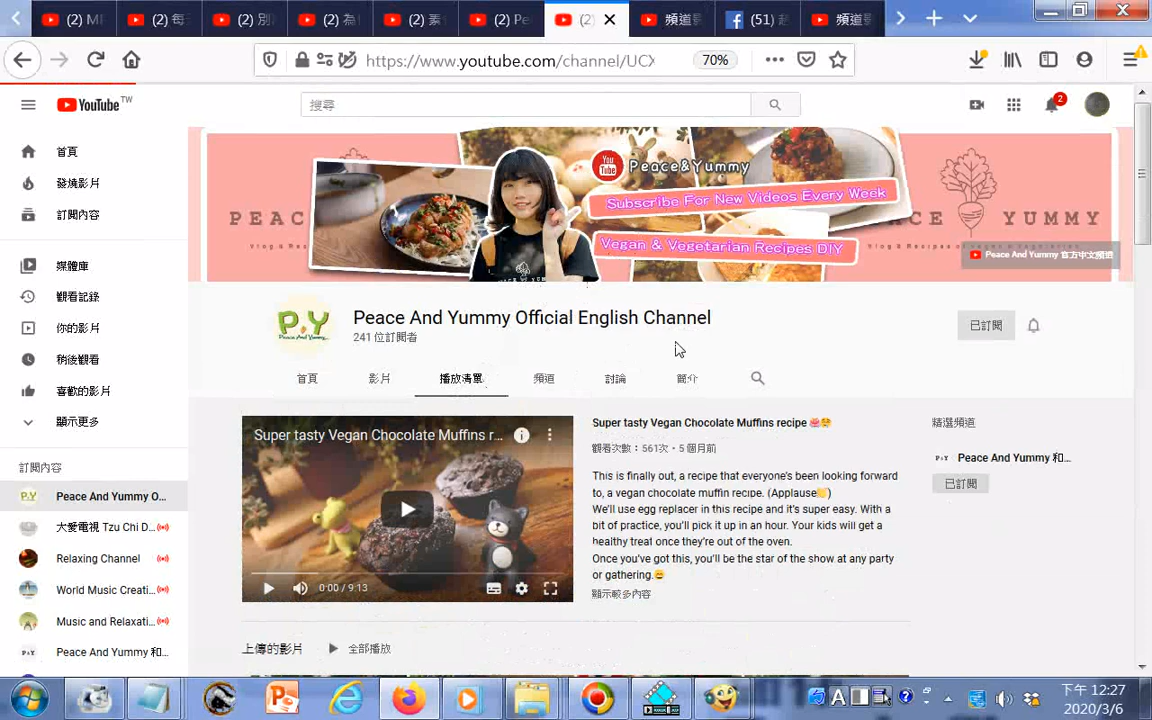 (2) MI
(2) 每
(2) 別
(2) 為
(2) 素
(2) Pe
(2)
頻道
(51) 起
頻道
https://www.youtube.com/channel/UCX
70%
YouTube TW
搜尋
2
首頁
發燒影片
訂閱內容
媒體庫
觀看記錄
你的影片
稍後觀看
喜歡的影片
顯示更多
訂閱內容
Peace And Yummy O...
大愛電視 Tzu Chi D...
Relaxing Channel
World Music Creati...
Music and Relaxati...
Peace And Yummy 和...
Peace&Yummy
Subscribe For New Videos Every Week
Vegan & Vegetarian Recipes DIY
PEACE
YUMMY
Peace And Yummy 官方中文頻道
P&Y
Peace And Yummy
Peace And Yummy Official English Channel
241 位訂閱者
已訂閱
首頁
影片
播放清單
頻道
討論
簡介
Super tasty Vegan Chocolate Muffins r...
0:00 / 9:13
Super tasty Vegan Chocolate Muffins recipe
觀看次數：561次 • 5 個月前
This is finally out, a recipe that everyone's been looking forward
to, a vegan chocolate muffin recipe. (Applause👏)
We'll use egg replacer in this recipe and it's super easy. With a
bit of practice, you'll pick it up in an hour. Your kids will get a
healthy treat once they're out of the oven.
Once you've got this, you'll be the star of the show at any party
or gathering.😄
顯示較多內容
精選頻道
Peace And Yummy 和...
已訂閱
上傳的影片
全部播放
下午 12:27
2020/3/6